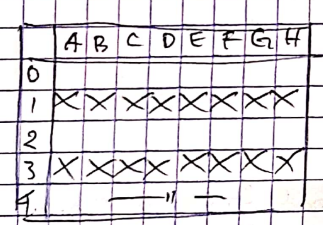 A B C D E F G H
0
1 X X X X X X X X
2
3 X X X X X X X X
4 — " —